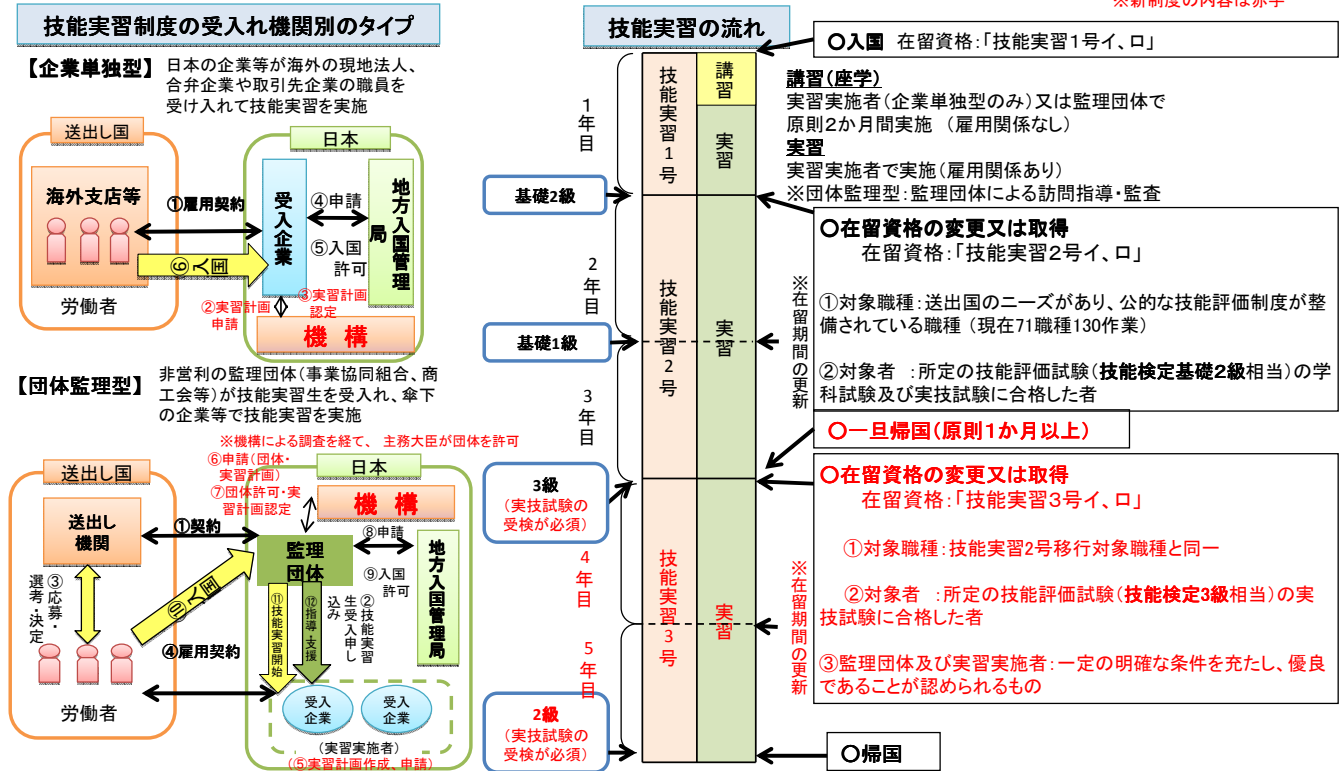 ※新制度の内容は赤字
技能実習制度の受入れ機関別のタイプ
【企業単独型】
日本の企業等が海外の現地法人、
合弁企業や取引先企業の職員を
受け入れて技能実習を実施
送出し国
日本
海外支店等
①雇用契約
受入企業
④申請
⑤入国
許可
地方入国管理
局
⑥入国
労働者
②実習計画
申請
③実習計画
認定
機 構
【団体監理型】
非営利の監理団体(事業協同組合、商
工会等)が技能実習生を受入れ、傘下
の企業等で技能実習を実施
※機構による調査を経て、 主務大臣が団体を許可
送出し国
日本
⑥申請(団体・
実習計画)
⑦団体許可・実
習計画認定
機 構
送出し
機関
①契約
監理
団体
⑧申請
⑨入国
許可
地方入国管理局
③応募・
選考・決定
⑩入国
⑪技能実習開始
⑫指導・支援
②技能実習
生受入申し
込み
④雇用契約
労働者
受入
企業
受入
企業
(実習実施者)
(⑤実習計画作成、申請)
技能実習の流れ
1年目
2年目
3年目
4年目
5年目
技能実習1号
講習
実習
技能実習2号
実習
技能実習3号
実習
基礎2級
基礎1級
3級
(実技試験の
受検が必須)
2級
(実技試験の
受検が必須)
○入国 在留資格:「技能実習1号イ、ロ」
講習(座学)
実習実施者(企業単独型のみ)又は監理団体で
原則2か月間実施 (雇用関係なし)
実習
実習実施者で実施(雇用関係あり)
※団体監理型:監理団体による訪問指導・監査
※在留期間の更新
○在留資格の変更又は取得
在留資格:「技能実習2号イ、ロ」
①対象職種:送出国のニーズがあり、公的な技能評価制度が整
備されている職種 (現在71職種130作業)
②対象者 :所定の技能評価試験(技能検定基礎2級相当)の学
科試験及び実技試験に合格した者
○一旦帰国(原則1か月以上)
※在留期間の更新
○在留資格の変更又は取得
在留資格:「技能実習3号イ、ロ」
①対象職種:技能実習2号移行対象職種と同一
②対象者 :所定の技能評価試験(技能検定3級相当)の実
技試験に合格した者
③監理団体及び実習実施者:一定の明確な条件を充たし、優良
であることが認められるもの
○帰国